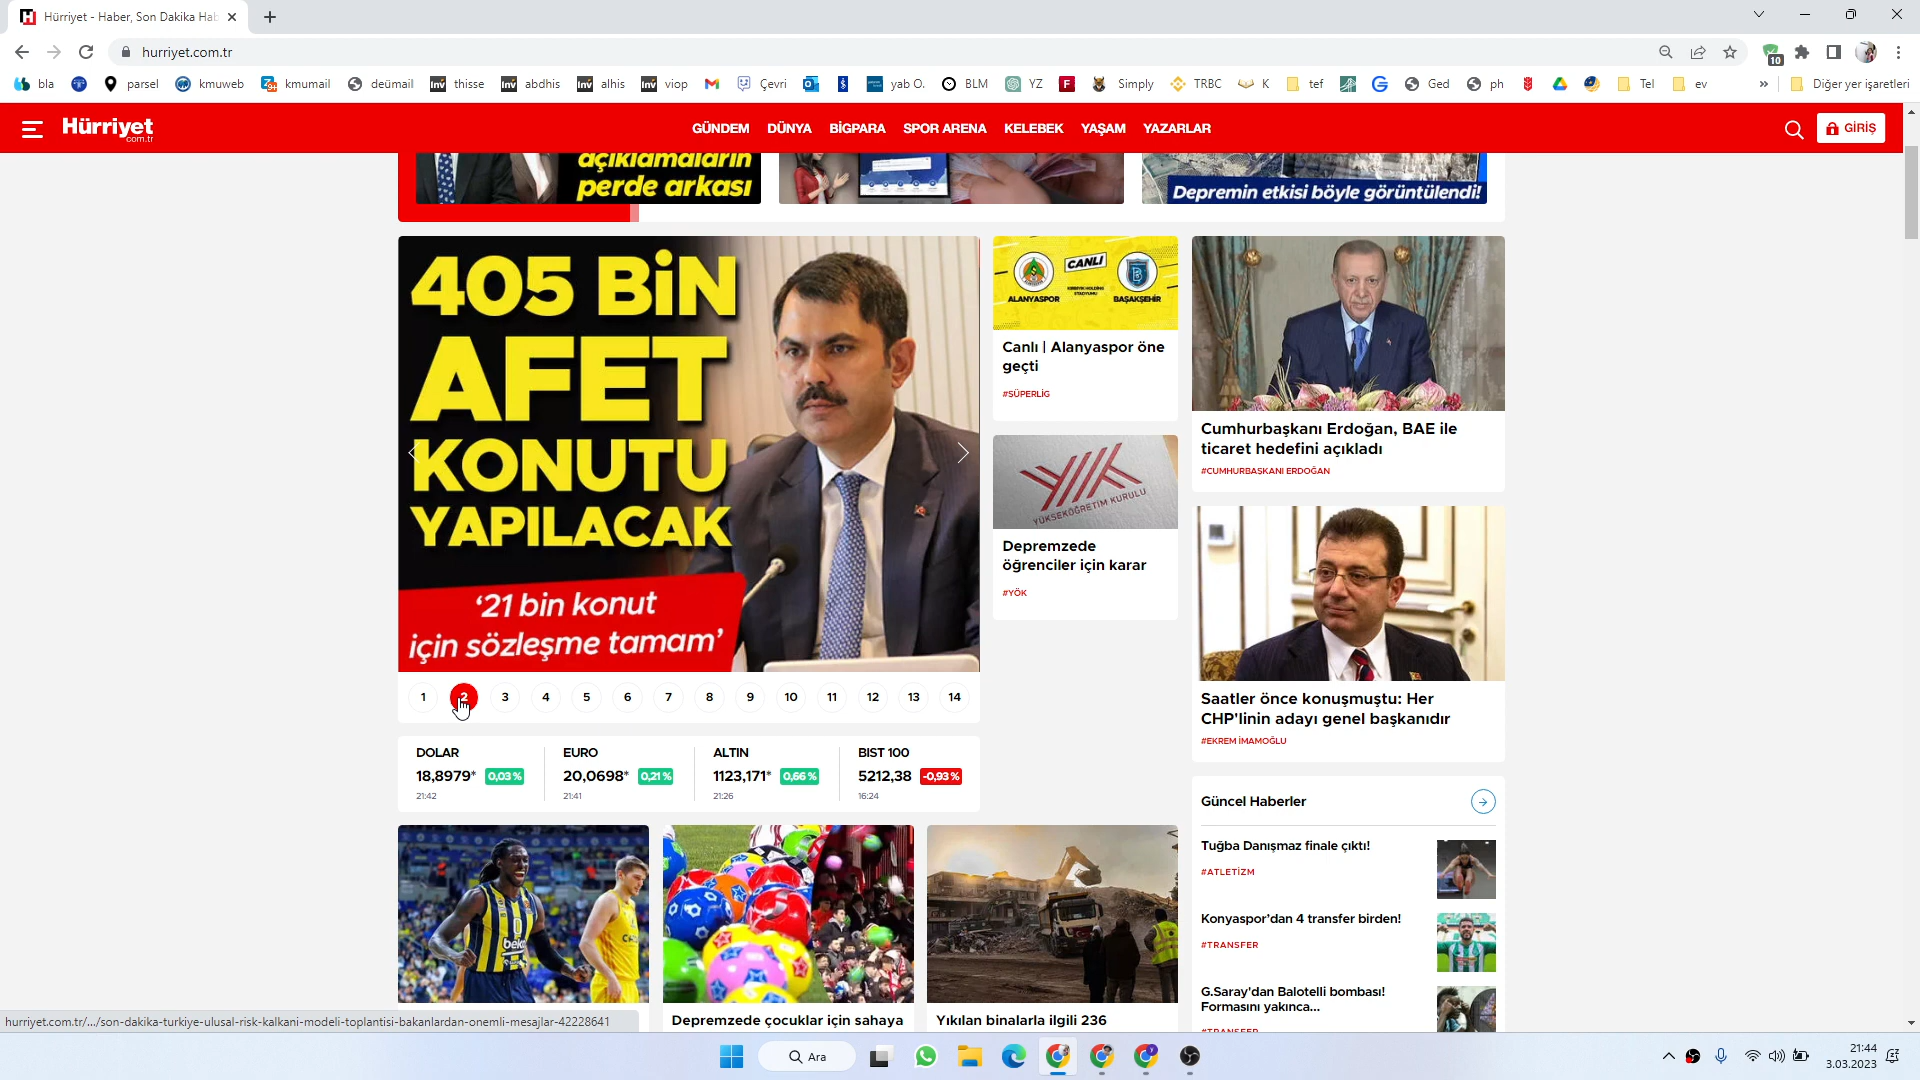 Hürriyet - Haber, Son Dakika Hab
hurriyet.com.tr
10
bla
parsel
kmuweb
kmumail
deümail
thisse
abdhis
alhis
viop
Çevri
yab O.
BLM
YZ
Simply
TRBC
K
tef
Ged
ph
Tel
ev
»
Diğer yer işaretleri
Hürriyet
.com.tr
GÜNDEM
DÜNYA
BİGPARA
SPOR ARENA
KELEBEK
YAŞAM
YAZARLAR
GİRİŞ
açıklamaların
perde arkası
Depremin etkisi böyle görüntülendi!
405 BİN
AFET
KONUTU
YAPILACAK
‘21 bin konut
için sözleşme tamam’
1 2 3 4 5 6 7 8 9 10 11 12 13 14
CANLI
ALANYASPOR
BAŞAKŞEHİR
Canlı | Alanyaspor öne
geçti
#SÜPERLİG
YÜKSEKÖĞRETİM KURULU
Depremzede
öğrenciler için karar
#YÖK
Cumhurbaşkanı Erdoğan, BAE ile
ticaret hedefini açıkladı
#CUMHURBAŞKANI ERDOĞAN
Saatler önce konuşmuştu: Her
CHP'linin adayı genel başkanıdır
#EKREM İMAMOĞLU
DOLAR
18,8979* 0,03 %
21:42
EURO
20,0698* 0,21 %
21:41
ALTIN
1123,171* 0,66 %
21:26
BIST 100
5212,38 -0,93 %
16:24
Güncel Haberler
Tuğba Danışmaz finale çıktı!
#ATLETİZM
Konyaspor’dan 4 transfer birden!
#TRANSFER
G.Saray'dan Balotelli bombası!
Formasını yakınca...
#TRANSFER
beko
Depremzede çocuklar için sahaya
Yıkılan binalarla ilgili 236
hurriyet.com.tr/.../son-dakika-turkiye-ulusal-risk-kalkani-modeli-toplantisi-bakanlardan-onemli-mesajlar-42228641
Ara
21:44
3.03.2023